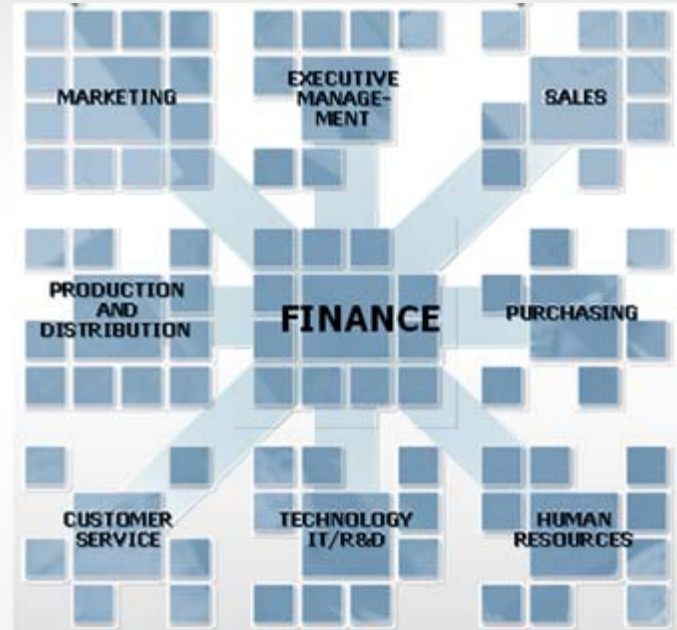 MARKETING
EXECUTIVE
MANAGE-
MENT
SALES
PRODUCTION
AND
DISTRIBUTION
FINANCE
PURCHASING
CUSTOMER
SERVICE
TECHNOLOGY
IT/R&D
HUMAN
RESOURCES